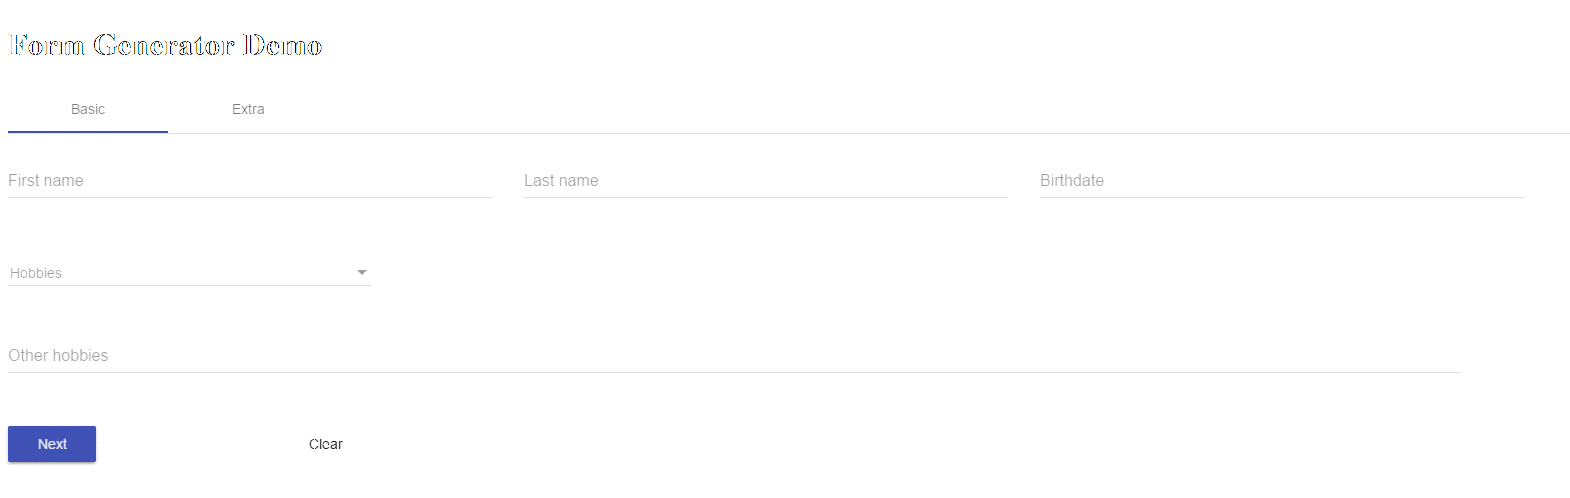 Form Generator Demo
Basic Extra
First name Last name Birthdate
Hobbies
Other hobbies
Next Clear